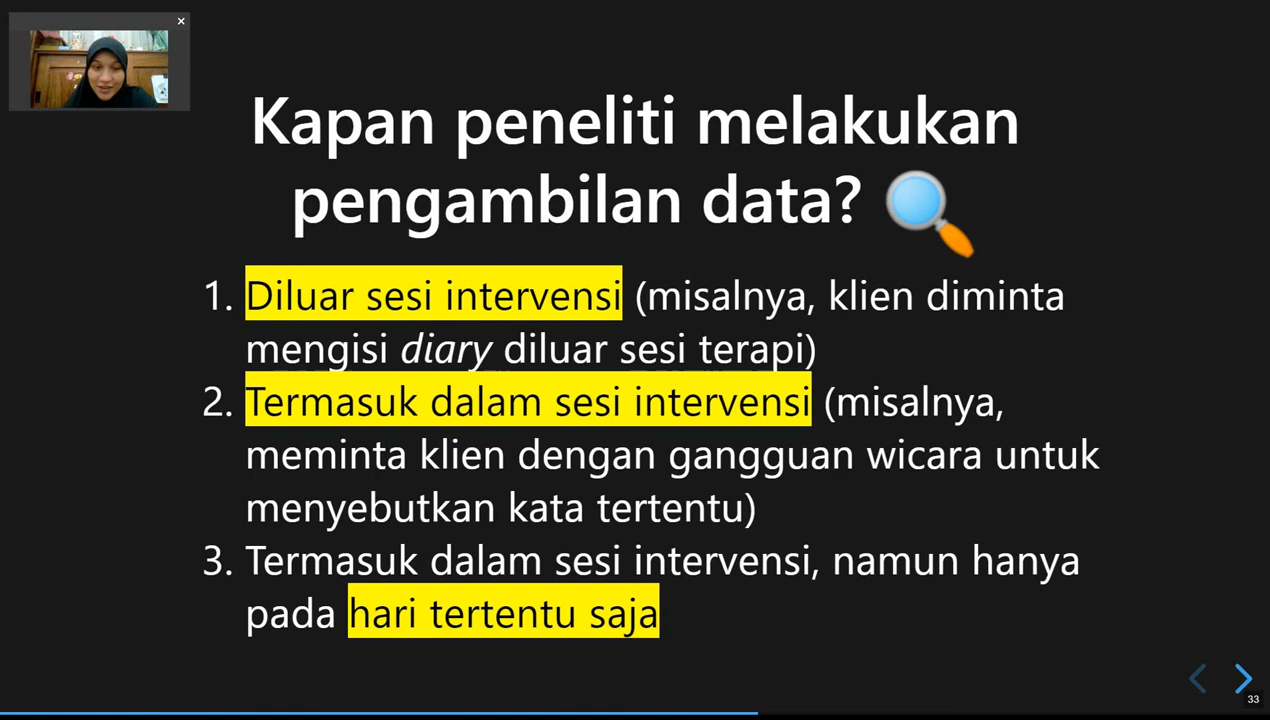 Kapan peneliti melakukan
pengambilan data?
1. Diluar sesi intervensi (misalnya, klien diminta
mengisi diary diluar sesi terapi)
2. Termasuk dalam sesi intervensi (misalnya,
meminta klien dengan gangguan wicara untuk
menyebutkan kata tertentu)
3. Termasuk dalam sesi intervensi, namun hanya
pada hari tertentu saja
33